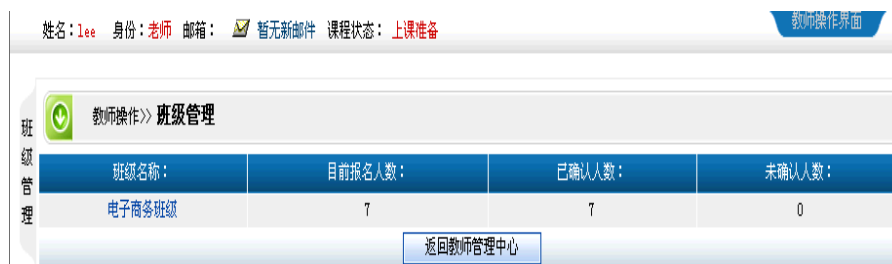 姓名：lee 身份：老师 邮箱： 暂无新邮件 课程状态： 上课准备
教师操作界面
班级管理
教师操作>> 班级管理
班级名称： 目前报名人数： 已确认人数： 未确认人数：
电子商务班级 7 7 0
返回教师管理中心